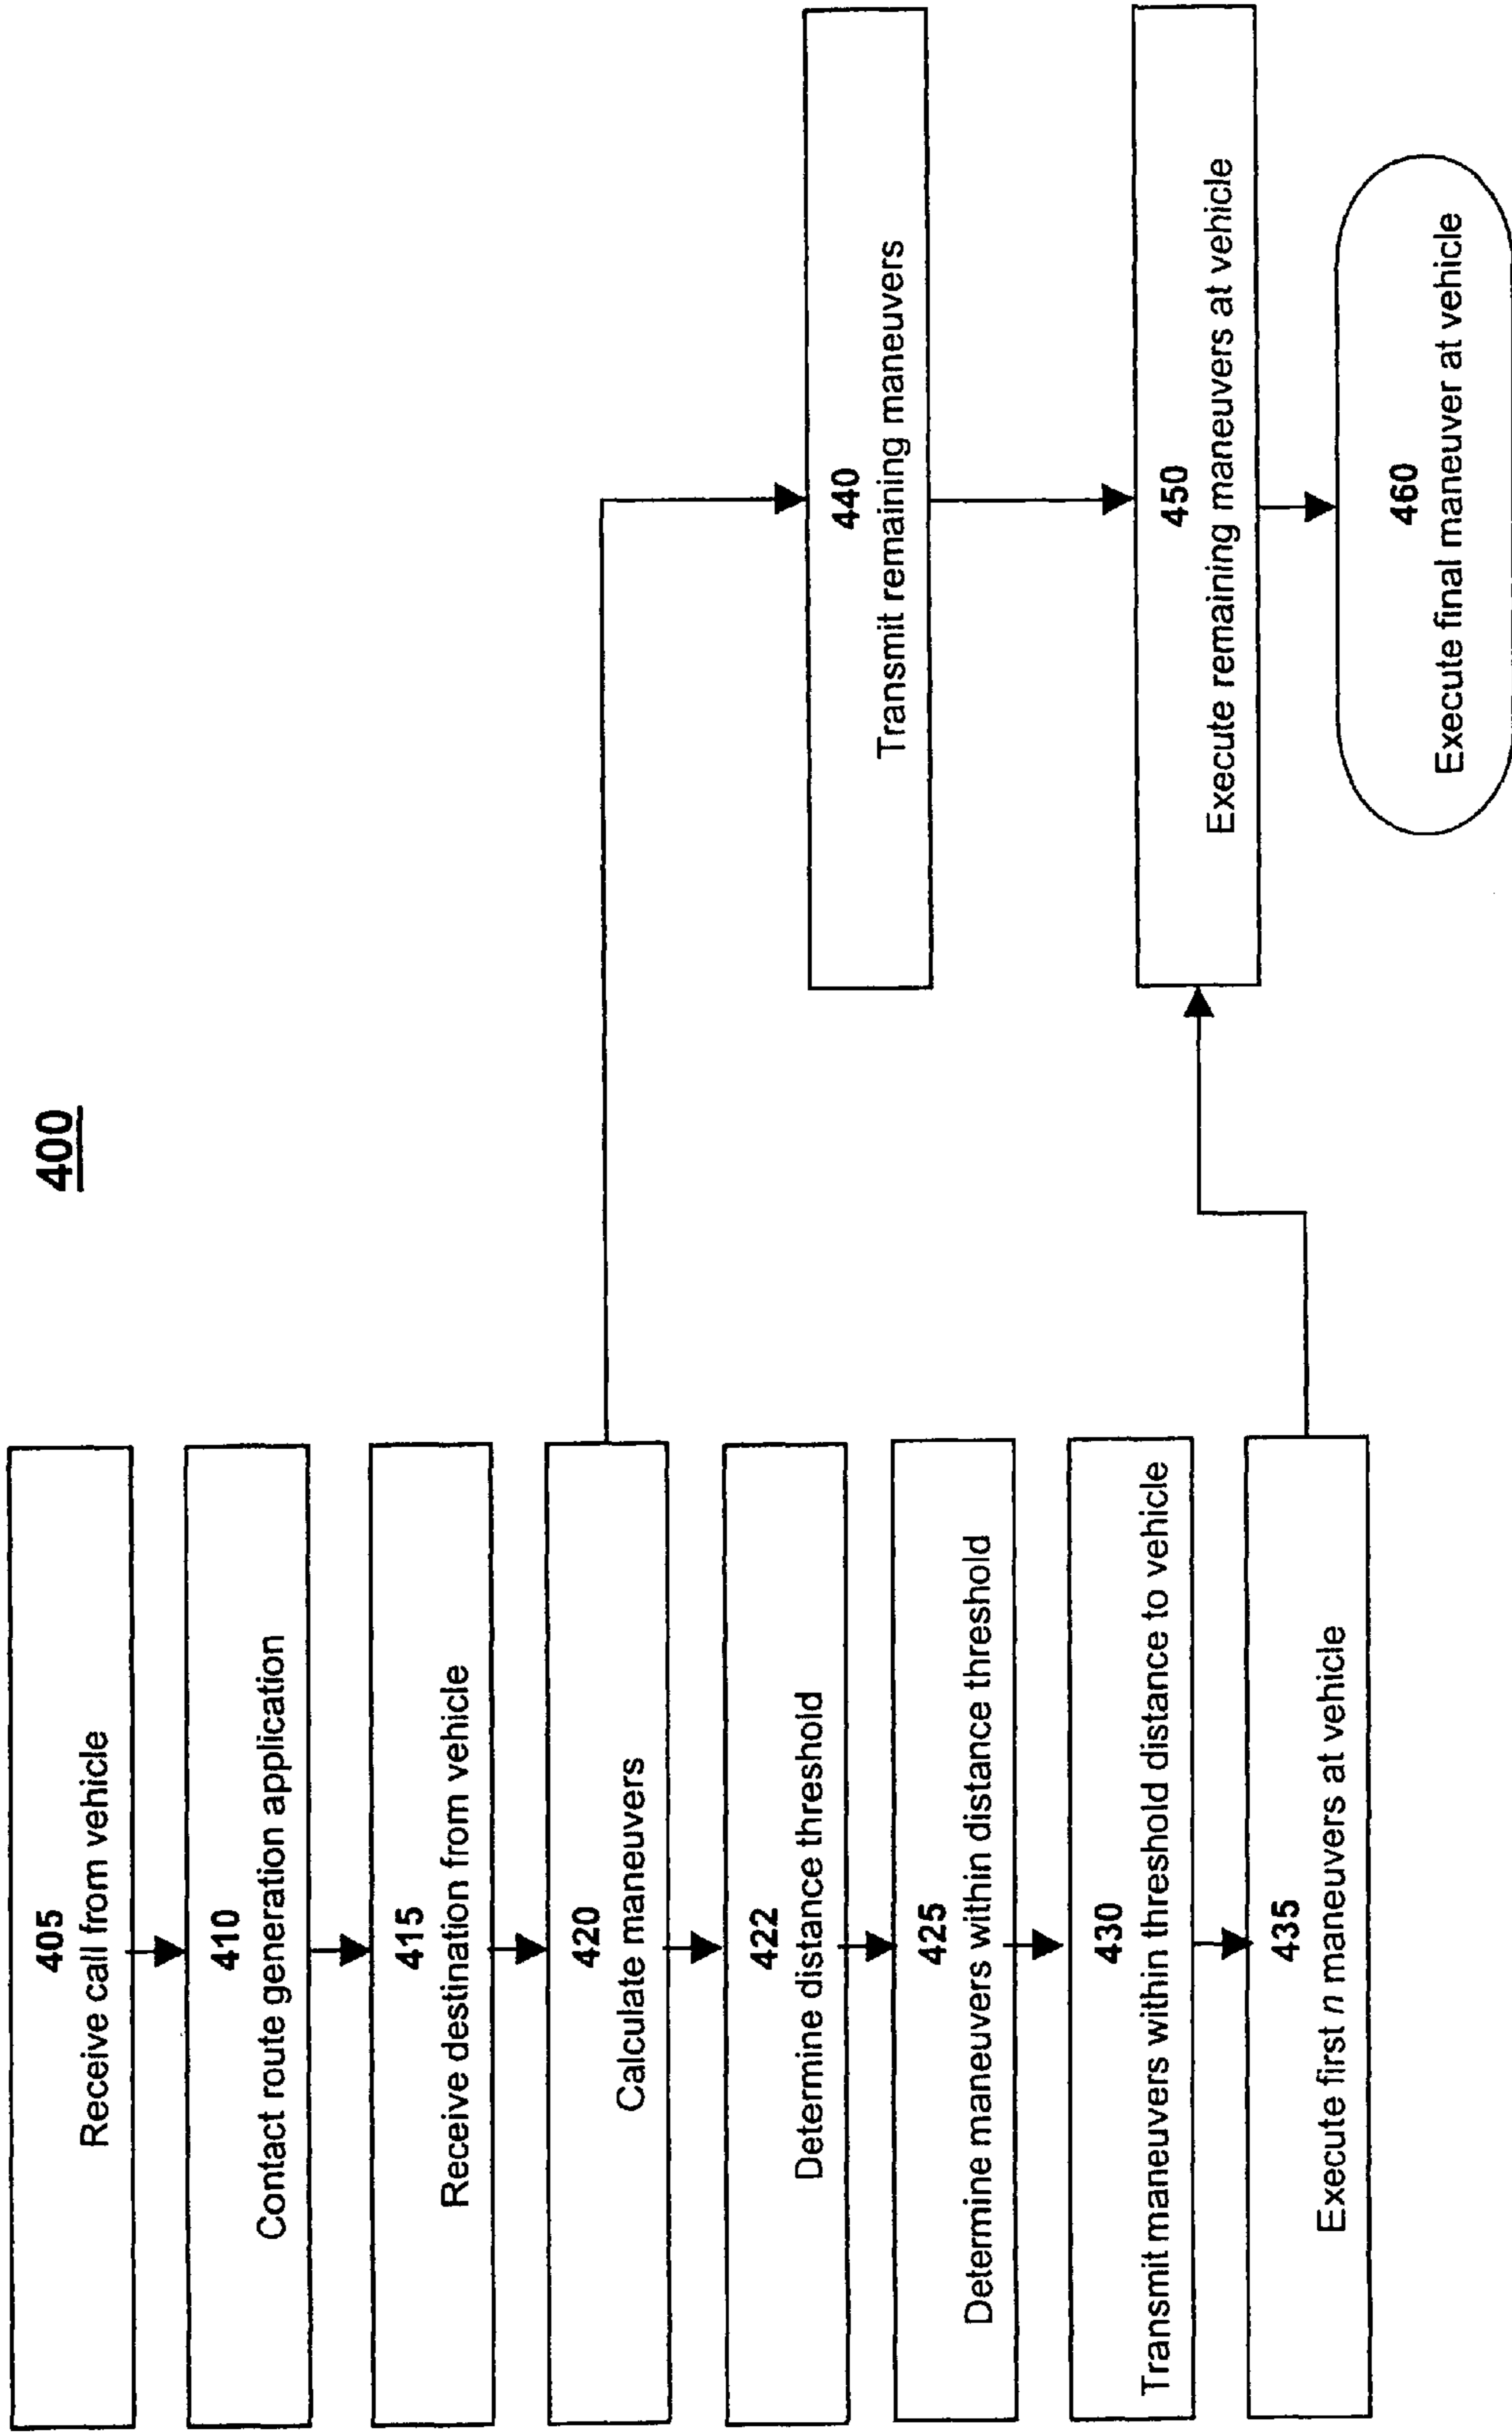 400
405
Receive call from vehicle
410
Contact route generation application
415
Receive destination from vehicle
420
Calculate maneuvers
422
Determine distance threshold
425
Determine maneuvers within distance threshold
430
Transmit maneuvers within threshold distance to vehicle
435
Execute first n maneuvers at vehicle
440
Transmit remaining maneuvers
450
Execute remaining maneuvers at vehicle
460
Execute final maneuver at vehicle